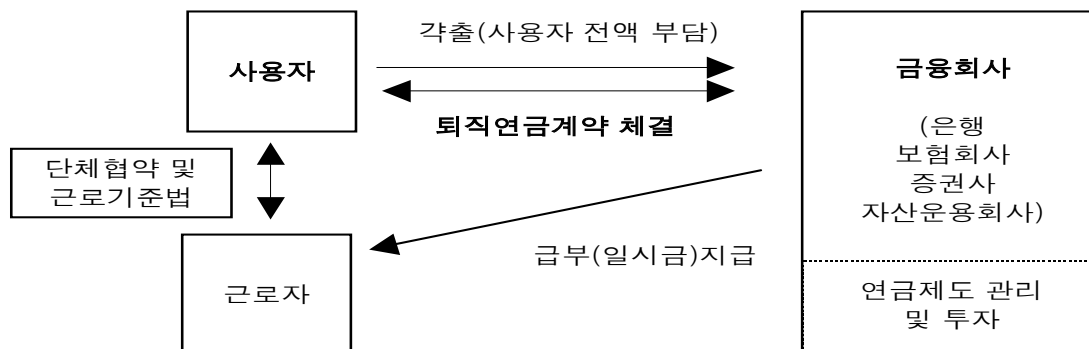 갹출(사용자 전액 부담)
사용자
퇴직연금계약 체결
금융회사
(은행
보험회사
증권사
자산운용회사)
단체협약 및
근로기준법
급부(일시금)지급
근로자
연금제도 관리
및 투자